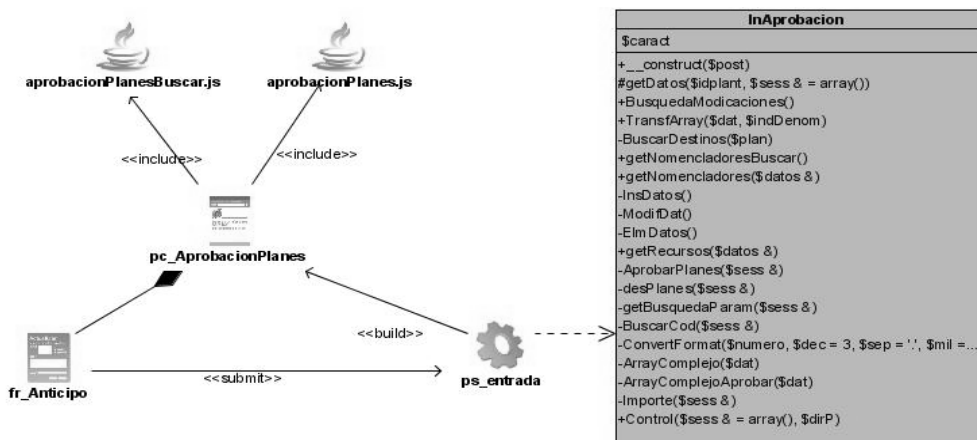 aprobacionPlanesBuscar.js
aprobacionPlanes.js
<<include>>
<<include>>
pc_AprobacionPlanes
<<build>>
<<submit>>
fr_Anticipo
ps_entrada
InAprobacion
$caract
+__construct($post)
#getDatos($idplant, $sess & = array())
+BusquedaModicaciones()
+TransfArray($dat, $indDenom)
-BuscarDestinos($plan)
+getNomencladoresBuscar()
+getNomencladores($datos &)
-InsDatos()
-ModifDat()
-ElmDatos()
+getRecursos($datos &)
-AprobarPlanes($sess &)
-desPlanes($sess &)
-getBusquedaParam($sess &)
-BuscarCod($sess &)
-ConvertFormat($numero, $dec = 3, $sep = '.', $mil =...
-ArrayComplejo($dat)
-ArrayComplejoAprobar($dat)
-Importe($sess &)
+Control($sess & = array(), $dirP)